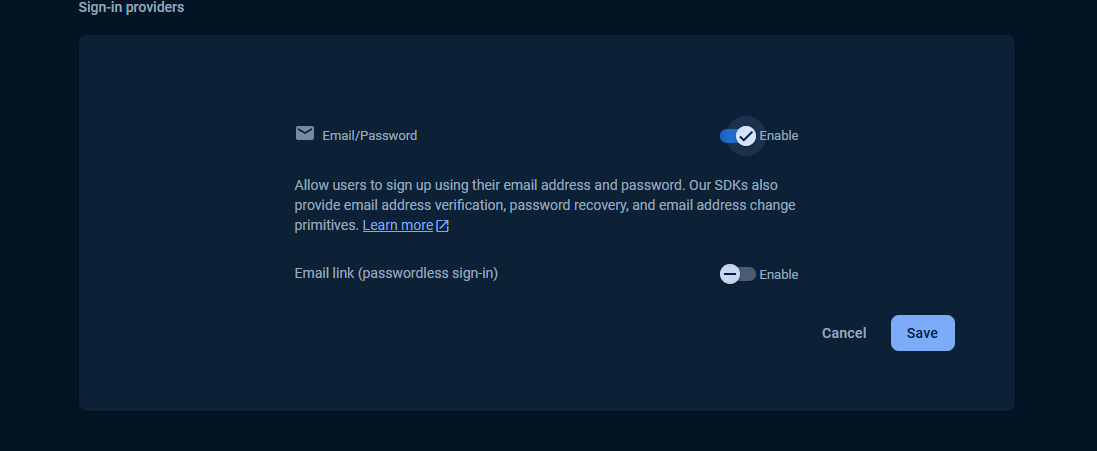 Sign-in providers
Email/Password
Enable
Allow users to sign up using their email address and password. Our SDKs also
provide email address verification, password recovery, and email address change
primitives. Learn more
Email link (passwordless sign-in)
Enable
Cancel
Save